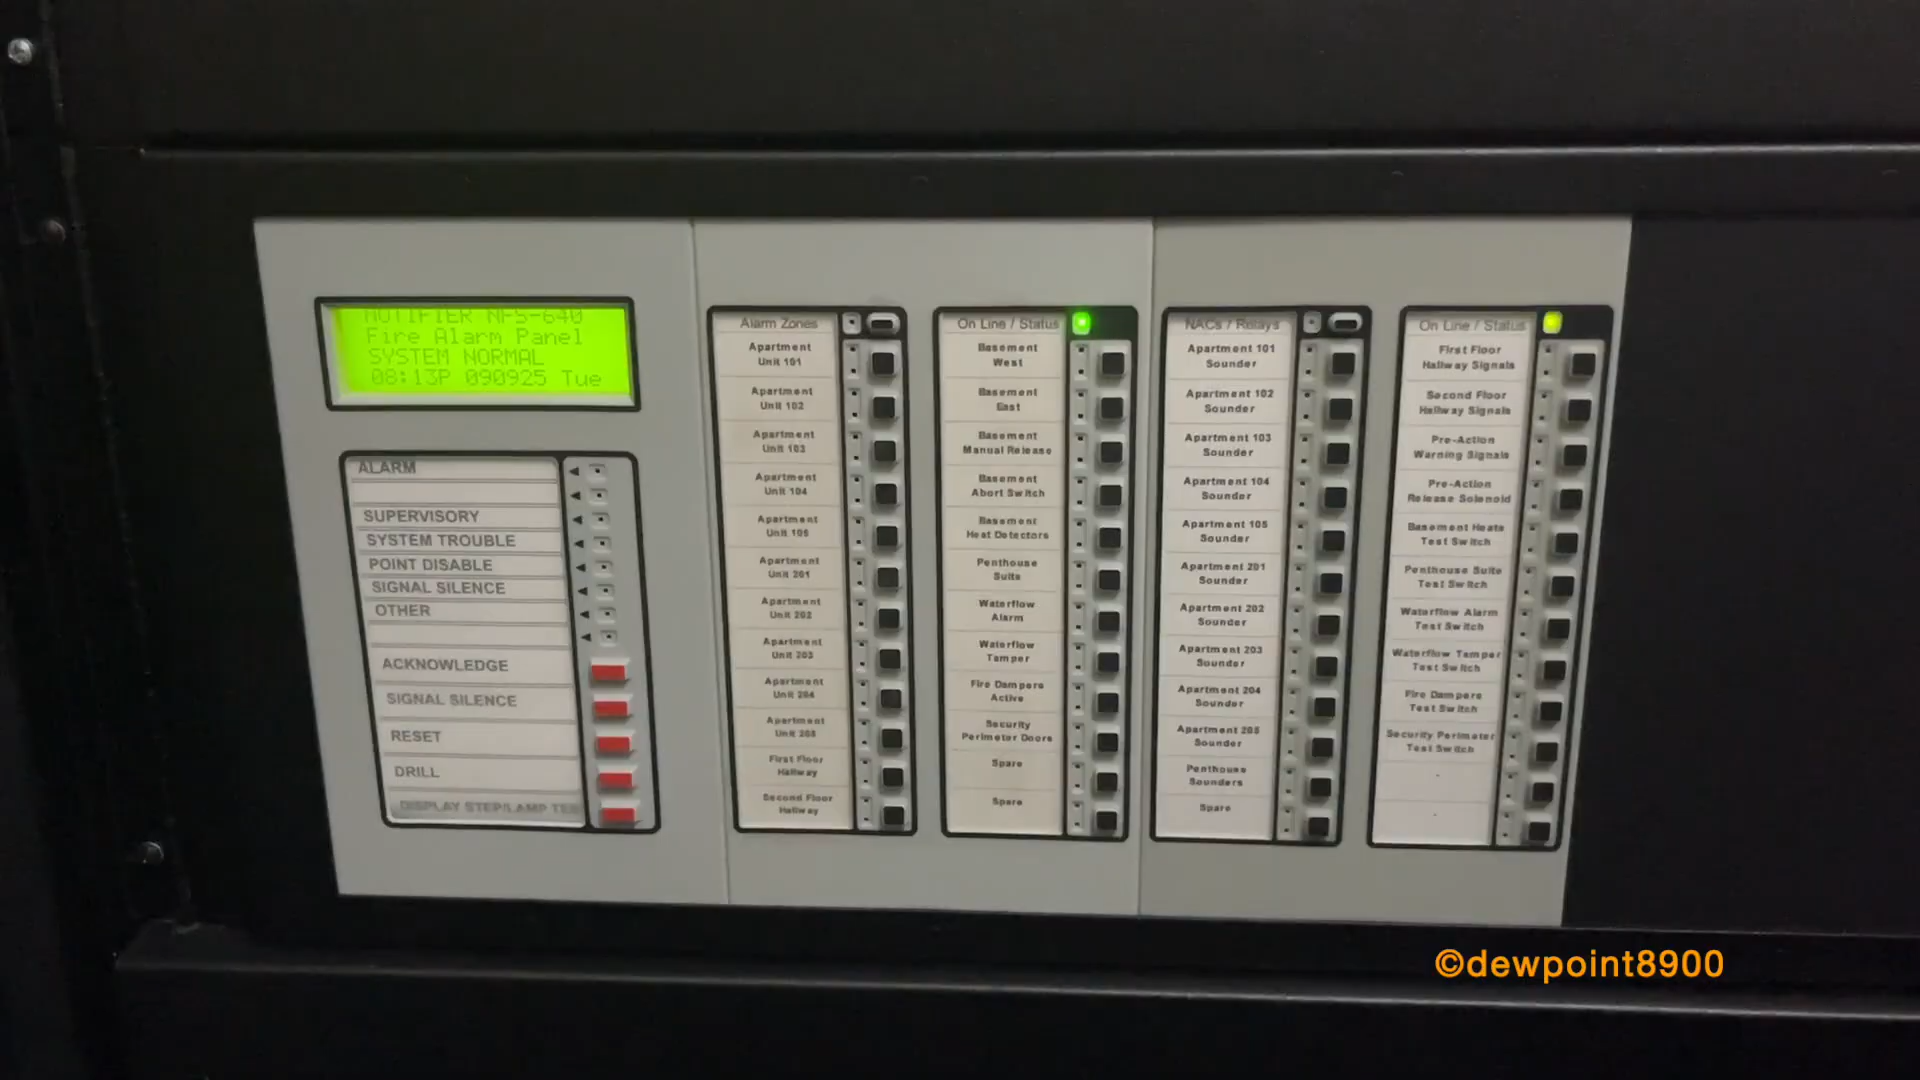 NOTIFIER NFS-640
Fire Alarm Panel
SYSTEM NORMAL
08:13P 090925 Tue
ALARM
SUPERVISORY
SYSTEM TROUBLE
POINT DISABLE
SIGNAL SILENCE
OTHER
ACKNOWLEDGE
SIGNAL SILENCE
RESET
DRILL
DISPLAY STEP/LAMP TES
Alarm Zones
Apartment
Unit 101
Apartment
Unit 102
Apartment
Unit 103
Apartment
Unit 104
Apartment
Unit 105
Apartment
Unit 201
Apartment
Unit 202
Apartment
Unit 203
Apartment
Unit 204
Apartment
Unit 205
First Floor
Hallway
Second Floor
Hallway
On Line / Status
Basement
West
Basement
East
Basement
Manual Release
Basement
Abort Switch
Basement
Heat Detectors
Penthouse
Suite
Waterflow
Alarm
Waterflow
Tamper
Fire Dampers
Active
Security
Perimeter Doors
Spare
Spare
NACs / Relays
Apartment 101
Sounder
Apartment 102
Sounder
Apartment 103
Sounder
Apartment 104
Sounder
Apartment 105
Sounder
Apartment 201
Sounder
Apartment 202
Sounder
Apartment 203
Sounder
Apartment 204
Sounder
Apartment 205
Sounder
Penthouse
Sounders
Spare
On Line / Status
First Floor
Hallway Signals
Second Floor
Hallway Signals
Pre-Action
Warning Signals
Pre-Action
Release Solenoid
Basement Heats
Test Switch
Penthouse Suite
Test Switch
Waterflow Alarm
Test Switch
Waterflow Tamper
Test Switch
Fire Dampers
Test Switch
Security Perimeter
Test Switch
©dewpoint8900